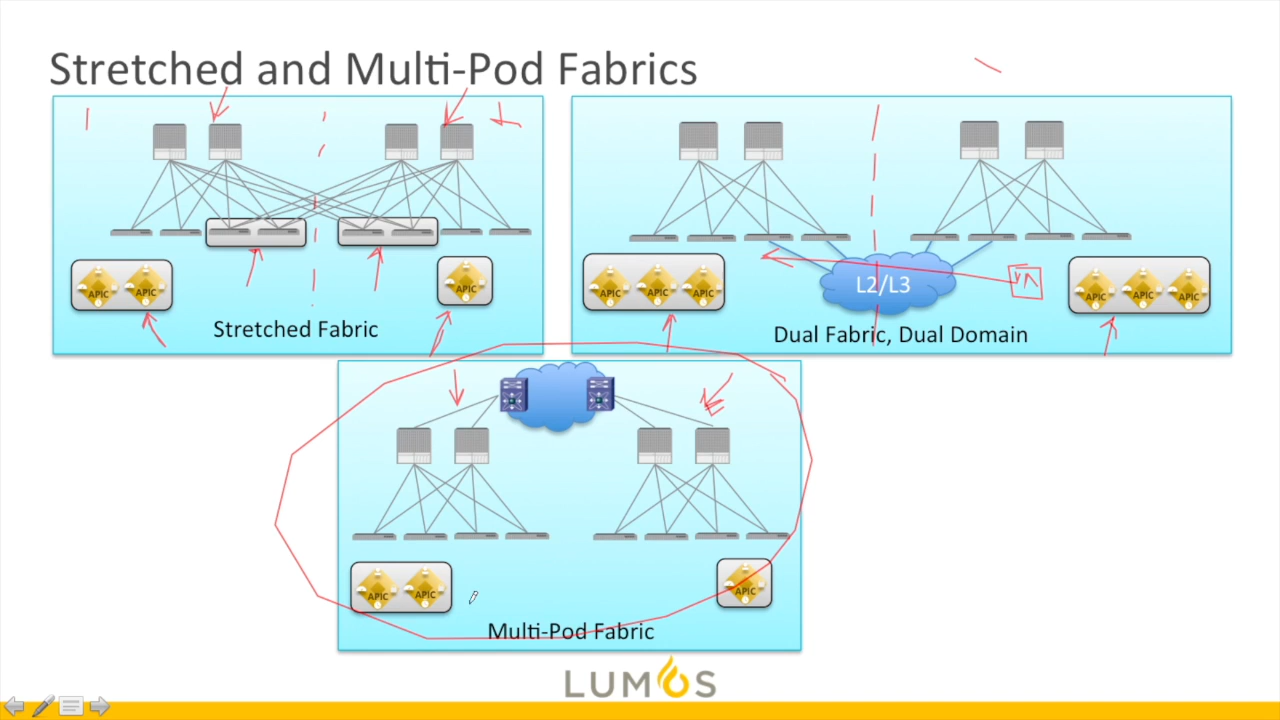 Stretched and Multi-Pod Fabrics
APIC APIC
APIC
Stretched Fabric
APIC APIC APIC
L2/L3
APIC APIC APIC
Dual Fabric, Dual Domain
APIC APIC
APIC
Multi-Pod Fabric
LUMOS